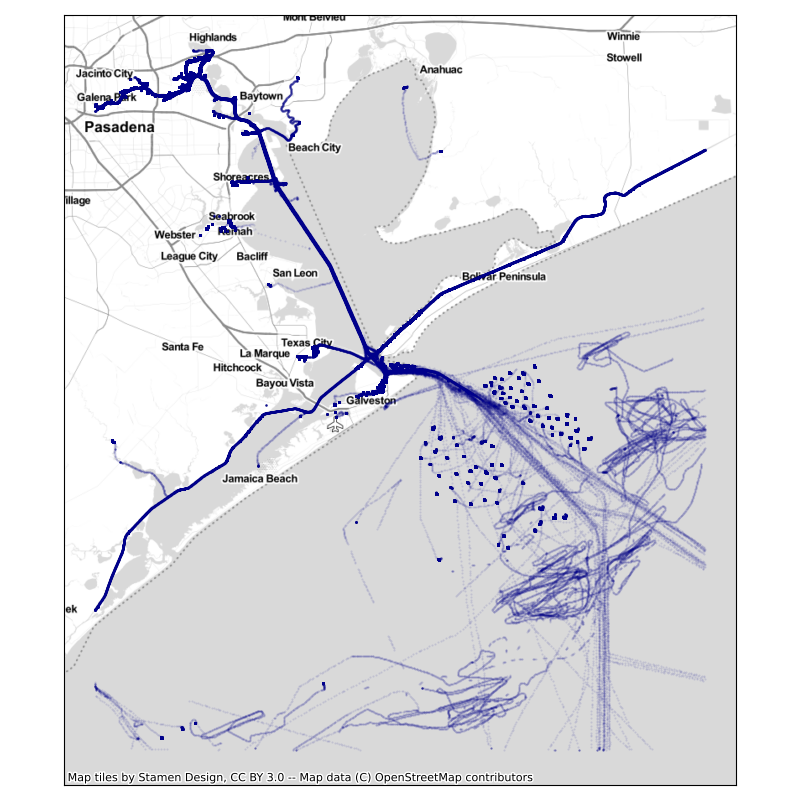 Mont Belvieu
Highlands
Winnie
Stowell
Anahuac
Jacinto City
Galena Park
Baytown
Pasadena
Beach City
Shoreacres
illage
Seabrook
Kemah
Webster
League City
Bacliff
San Leon
Bolivar Peninsula
Texas City
Santa Fe
La Marque
Hitchcock
Bayou Vista
Galveston
Jamaica Beach
ek
Map tiles by Stamen Design, CC BY 3.0 -- Map data (C) OpenStreetMap contributors